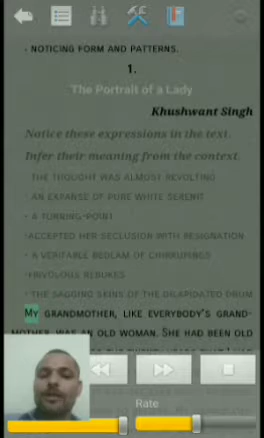 • NOTICING FORM AND PATTERNS.
1.
The Portrait of a Lady
Khushwant Singh
Notice these expressions in the text.
Infer their meaning from the context.
• THE THOUGHT WAS ALMOST REVOLTING
• AN EXPANSE OF PURE WHITE SERENITY
• A TURNING-POINT
•ACCEPTED HER SECLUSION WITH RESIGNATION
• A VERITABLE BEDLAM OF CHIRRUPINGS
•FRIVOLOUS REBUKES
• THE SAGGING SKINS OF THE DILAPIDATED DRUM
MY GRANDMOTHER, LIKE EVERYBODY'S GRAND-
MOTHER, WAS AN OLD WOMAN. SHE HAD BEEN OLD
Rate